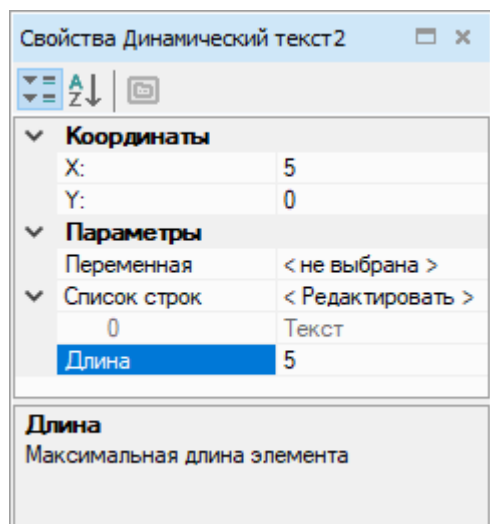 Свойства Динамический текст2
Координаты
X: 5
Y: 0
Параметры
Переменная < не выбрана >
Список строк < Редактировать >
0 Текст
Длина 5
Длина
Максимальная длина элемента